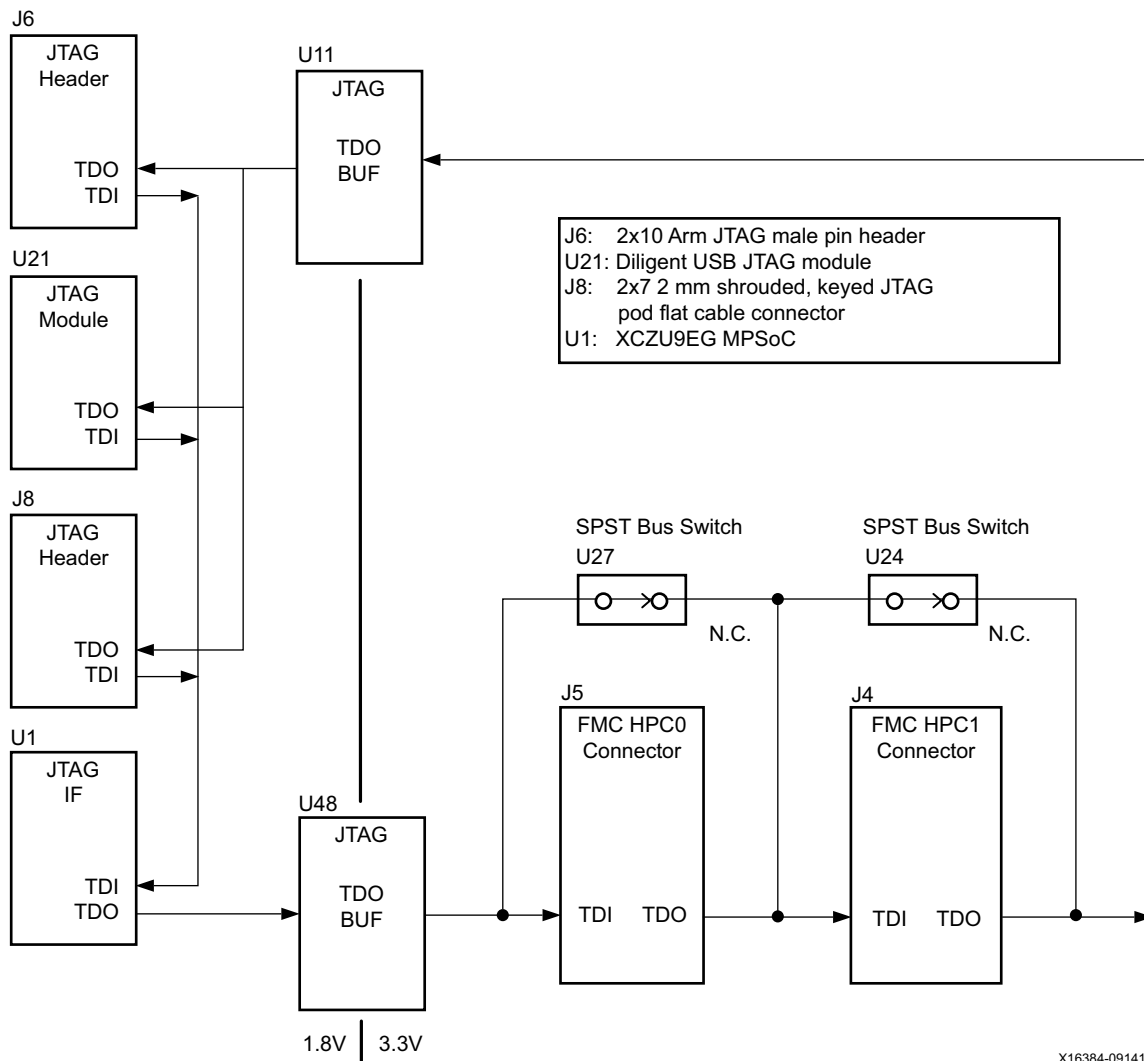 J6
JTAG
Header
TDO
TDI
U11
JTAG
TDO
BUF
J6: 2x10 Arm JTAG male pin header
U21: Diligent USB JTAG module
J8: 2x7 2 mm shrouded, keyed JTAG
pod flat cable connector
U1: XCZU9EG MPSoC
U21
JTAG
Module
TDO
TDI
J8
JTAG
Header
TDO
TDI
SPST Bus Switch
U27
N.C.
SPST Bus Switch
U24
N.C.
U1
JTAG
IF
TDI
TDO
U48
JTAG
TDO
BUF
J5
FMC HPC0
Connector
TDI TDO
J4
FMC HPC1
Connector
TDI TDO
1.8V 3.3V
X16384-09141